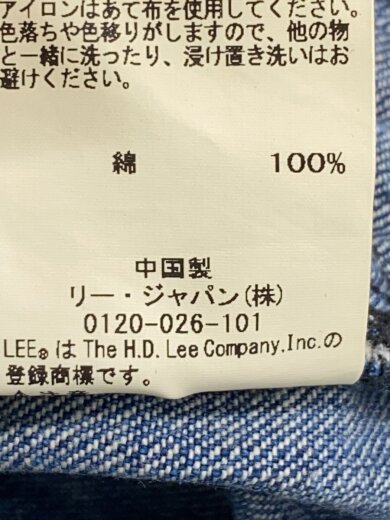 アイロンはあて布を使用してください。
色落ちや色移りがしますので、他の物
と一緒に洗ったり、浸け置き洗いはお
避けください。
綿 100%
中国製
リー・ジャパン(株)
0120-026-101
LEE® は The H.D. Lee Company,Inc.の
登録商標です。